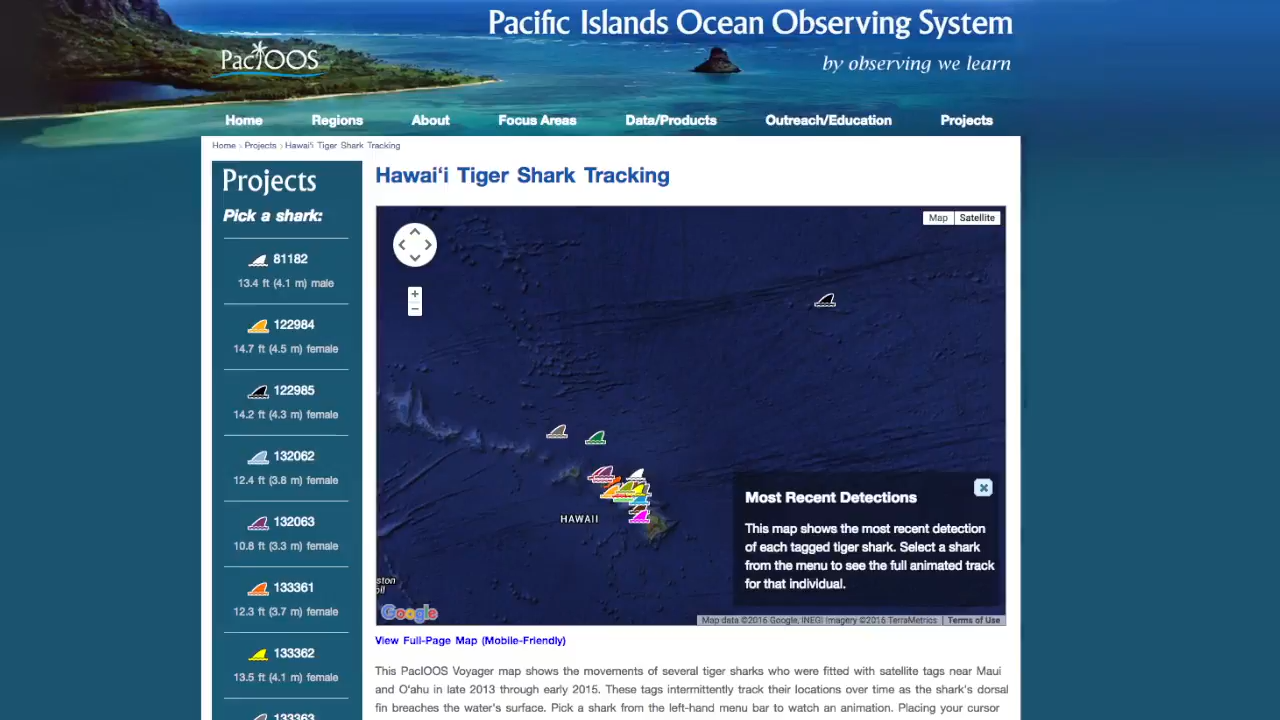 Pacific Islands Ocean Observing System
PacIOOS
by observing we learn
Home Regions About Focus Areas Data/Products Outreach/Education Projects
Home › Projects › Hawaiʻi Tiger Shark Tracking
Projects
Pick a shark:
81182
13.4 ft (4.1 m) male
122984
14.7 ft (4.5 m) female
122985
14.2 ft (4.3 m) female
132062
12.4 ft (3.8 m) female
132063
10.8 ft (3.3 m) female
133361
12.3 ft (3.7 m) female
133362
13.5 ft (4.1 m) female
133363
Hawaiʻi Tiger Shark Tracking
Map Satellite
+
−
HAWAII
ston
oll
Google
Most Recent Detections
This map shows the most recent detection
of each tagged tiger shark. Select a shark
from the menu to see the full animated track
for that individual.
Map data ©2016 Google, INEGI Imagery ©2016 TerraMetrics Terms of Use
View Full-Page Map (Mobile-Friendly)
This PacIOOS Voyager map shows the movements of several tiger sharks who were fitted with satellite tags near Maui
and Oʻahu in late 2013 through early 2015. These tags intermittently track their locations over time as the shark's dorsal
fin breaches the water's surface. Pick a shark from the left-hand menu bar to watch an animation. Placing your cursor